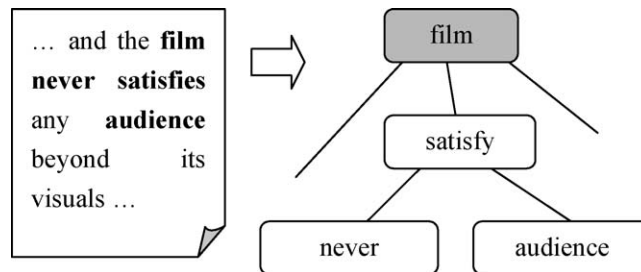 … and the film
never satisfies
any audience
beyond its
visuals …
film
satisfy
never
audience